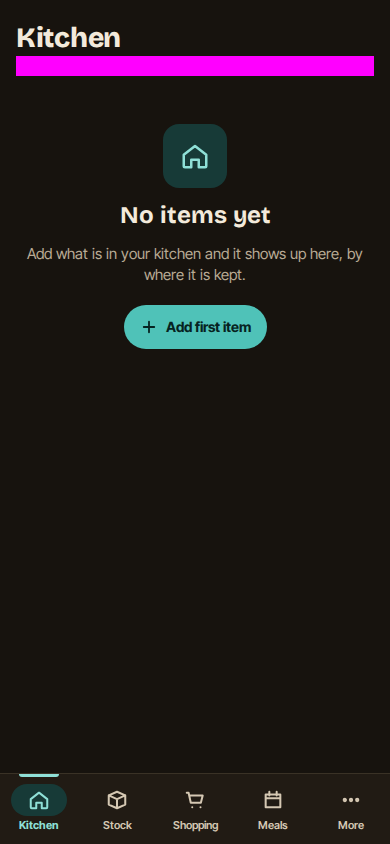 Kitchen
No items yet
Add what is in your kitchen and it shows up here, by
where it is kept.
Add first item
Kitchen
Stock
Shopping
Meals
More